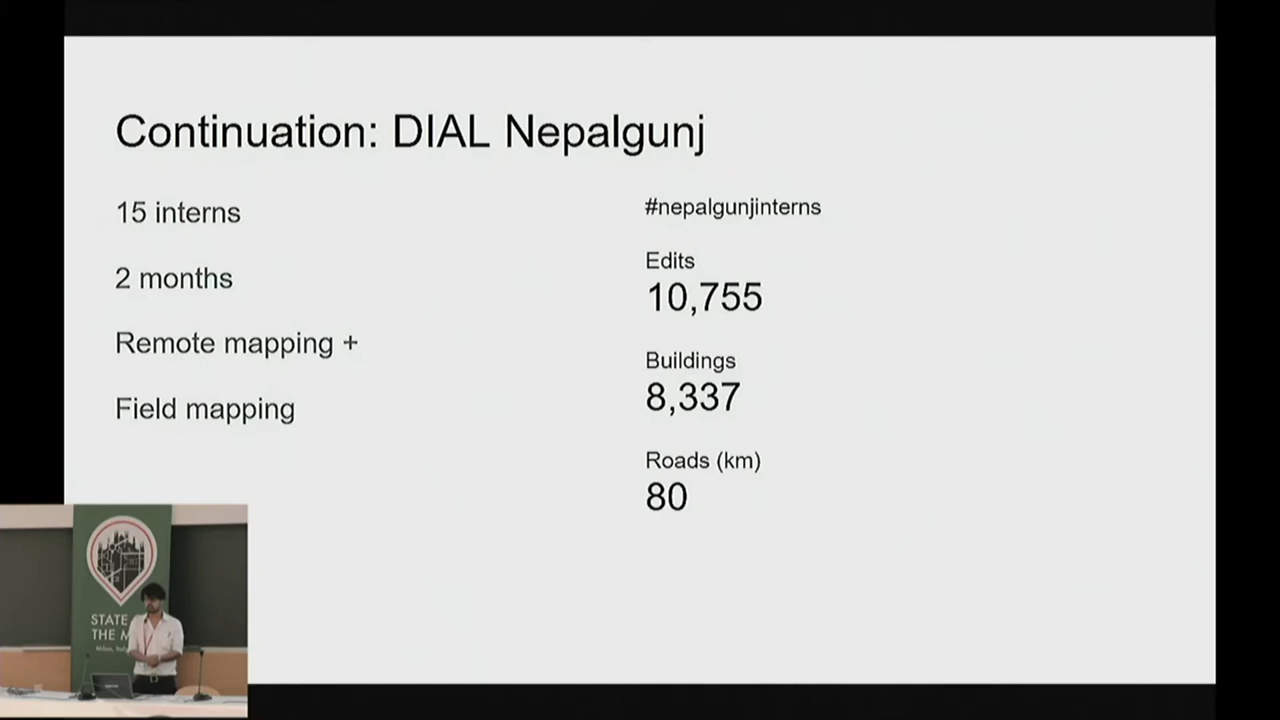 Continuation: DIAL Nepalgunj
15 interns
2 months
Remote mapping +
Field mapping
#nepalgunjinterns
Edits
10,755
Buildings
8,337
Roads (km)
80
STATE
THE M
Milan,